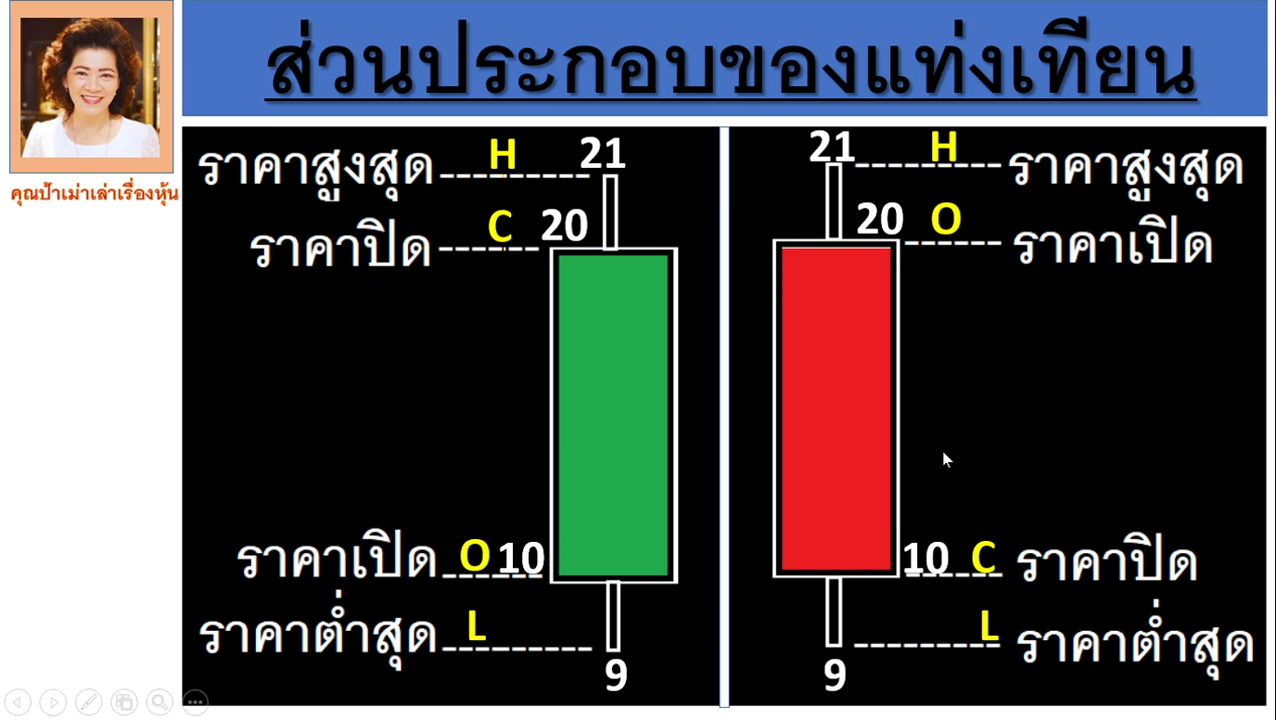 ส่วนประกอบของแท่งเทียน
คุณป้าเม่าเล่าเรื่องหุ้น
ราคาสูงสุด H 21
ราคาปิด C 20
ราคาเปิด O 10
ราคาต่ำสุด L
9
21 H ราคาสูงสุด
20 O ราคาเปิด
10 C ราคาปิด
L ราคาต่ำสุด
9